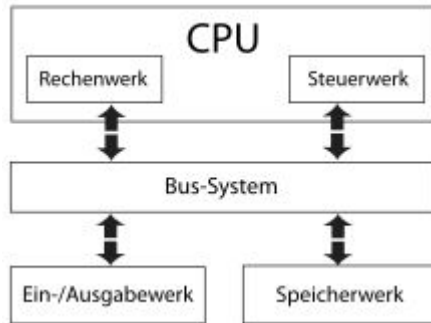 CPU
Rechenwerk
Steuerwerk
Bus-System
Ein-/Ausgabewerk
Speicherwerk